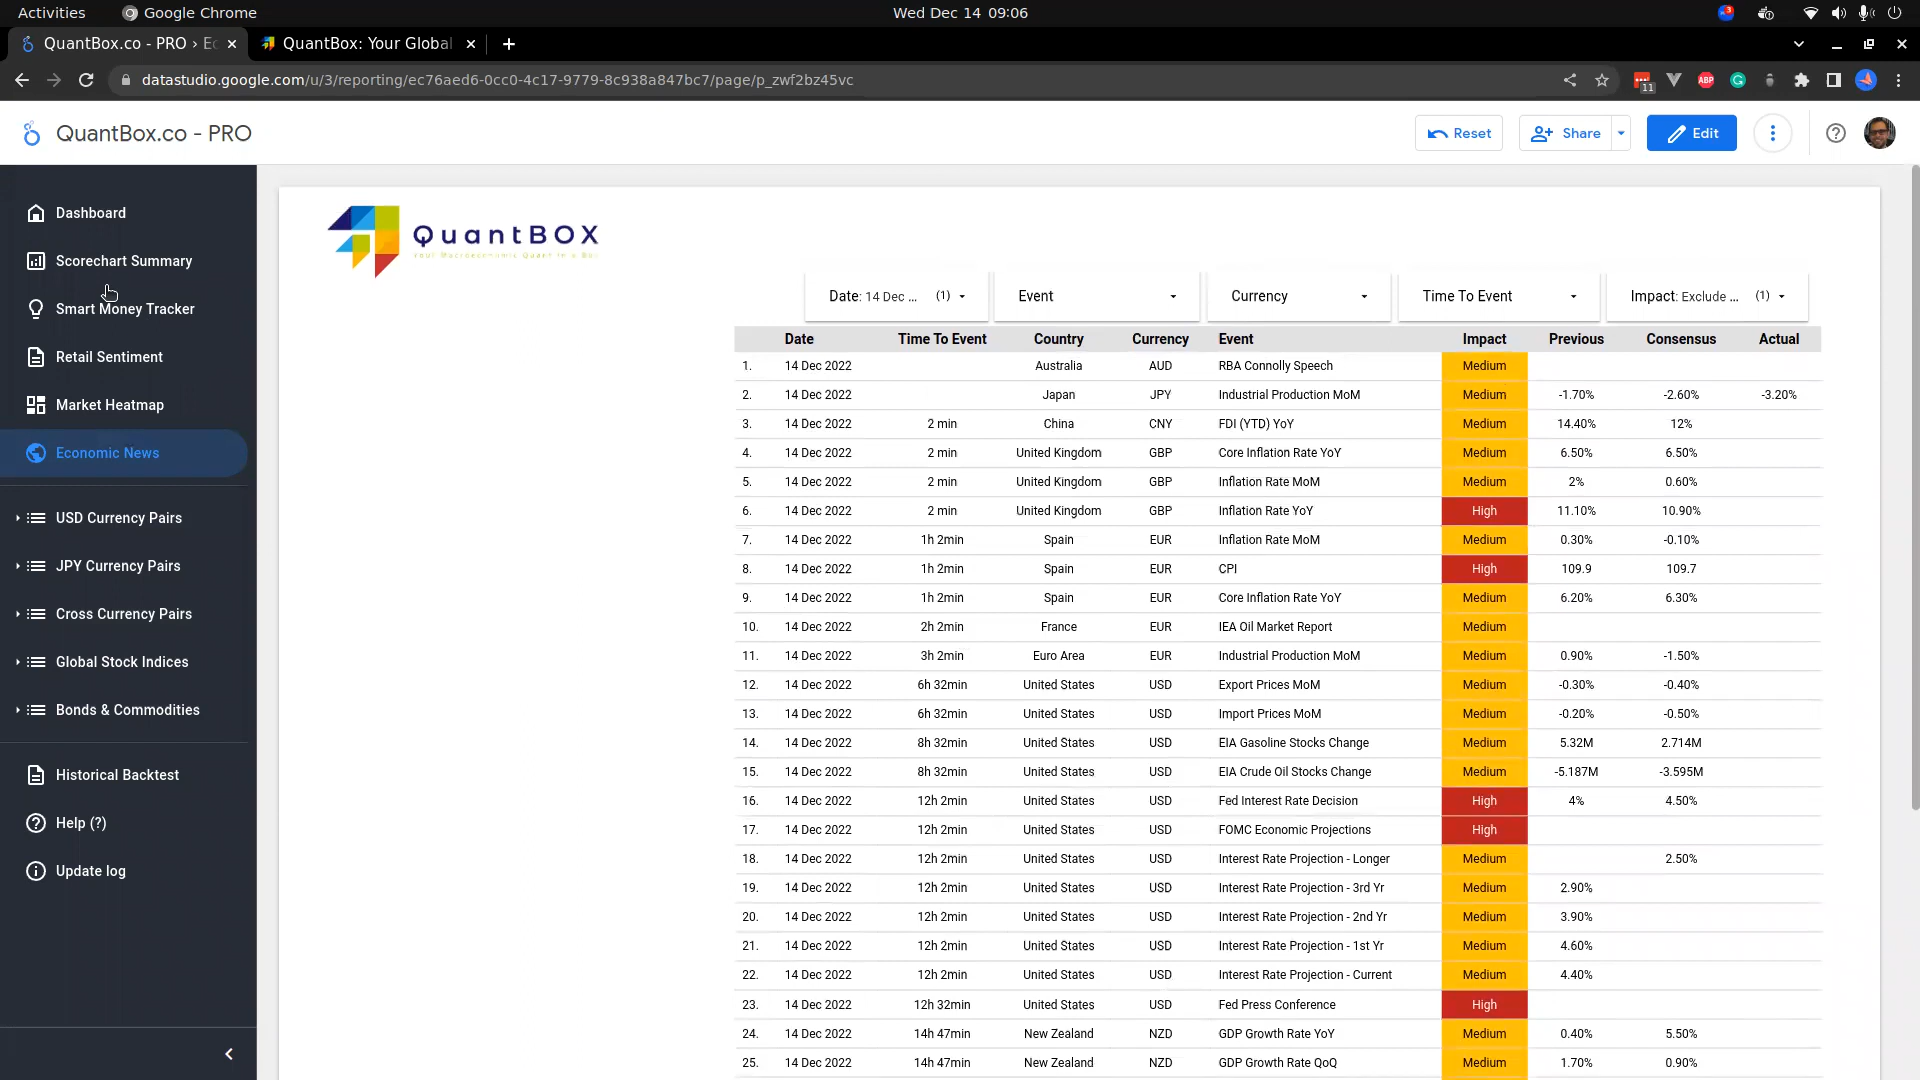 Activities Google Chrome Wed Dec 14 09:06 3
QuantBox.co - PRO › Ec QuantBox: Your Global
datastudio.google.com/u/3/reporting/ec76aed6-0cc0-4c17-9779-8c938a847bc7/page/p_zwf2bz45vc 11 ABP
QuantBox.co - PRO Reset Share Edit
Dashboard
Scorechart Summary
Smart Money Tracker
Retail Sentiment
Market Heatmap
Economic News
USD Currency Pairs
JPY Currency Pairs
Cross Currency Pairs
Global Stock Indices
Bonds & Commodities
Historical Backtest
Help (?)
Update log
QuantBOX
Your Macroeconomic Quant in a Box
Date: 14 Dec ... (1) Event Currency Time To Event Impact: Exclude ... (1)
Date Time To Event Country Currency Event Impact Previous Consensus Actual
1. 14 Dec 2022 Australia AUD RBA Connolly Speech Medium
2. 14 Dec 2022 Japan JPY Industrial Production MoM Medium -1.70% -2.60% -3.20%
3. 14 Dec 2022 2 min China CNY FDI (YTD) YoY Medium 14.40% 12%
4. 14 Dec 2022 2 min United Kingdom GBP Core Inflation Rate YoY Medium 6.50% 6.50%
5. 14 Dec 2022 2 min United Kingdom GBP Inflation Rate MoM Medium 2% 0.60%
6. 14 Dec 2022 2 min United Kingdom GBP Inflation Rate YoY High 11.10% 10.90%
7. 14 Dec 2022 1h 2min Spain EUR Inflation Rate MoM Medium 0.30% -0.10%
8. 14 Dec 2022 1h 2min Spain EUR CPI High 109.9 109.7
9. 14 Dec 2022 1h 2min Spain EUR Core Inflation Rate YoY Medium 6.20% 6.30%
10. 14 Dec 2022 2h 2min France EUR IEA Oil Market Report Medium
11. 14 Dec 2022 3h 2min Euro Area EUR Industrial Production MoM Medium 0.90% -1.50%
12. 14 Dec 2022 6h 32min United States USD Export Prices MoM Medium -0.30% -0.40%
13. 14 Dec 2022 6h 32min United States USD Import Prices MoM Medium -0.20% -0.50%
14. 14 Dec 2022 8h 32min United States USD EIA Gasoline Stocks Change Medium 5.32M 2.714M
15. 14 Dec 2022 8h 32min United States USD EIA Crude Oil Stocks Change Medium -5.187M -3.595M
16. 14 Dec 2022 12h 2min United States USD Fed Interest Rate Decision High 4% 4.50%
17. 14 Dec 2022 12h 2min United States USD FOMC Economic Projections High
18. 14 Dec 2022 12h 2min United States USD Interest Rate Projection - Longer Medium 2.50%
19. 14 Dec 2022 12h 2min United States USD Interest Rate Projection - 3rd Yr Medium 2.90%
20. 14 Dec 2022 12h 2min United States USD Interest Rate Projection - 2nd Yr Medium 3.90%
21. 14 Dec 2022 12h 2min United States USD Interest Rate Projection - 1st Yr Medium 4.60%
22. 14 Dec 2022 12h 2min United States USD Interest Rate Projection - Current Medium 4.40%
23. 14 Dec 2022 12h 32min United States USD Fed Press Conference High
24. 14 Dec 2022 14h 47min New Zealand NZD GDP Growth Rate YoY Medium 0.40% 5.50%
25. 14 Dec 2022 14h 47min New Zealand NZD GDP Growth Rate QoQ Medium 1.70% 0.90%